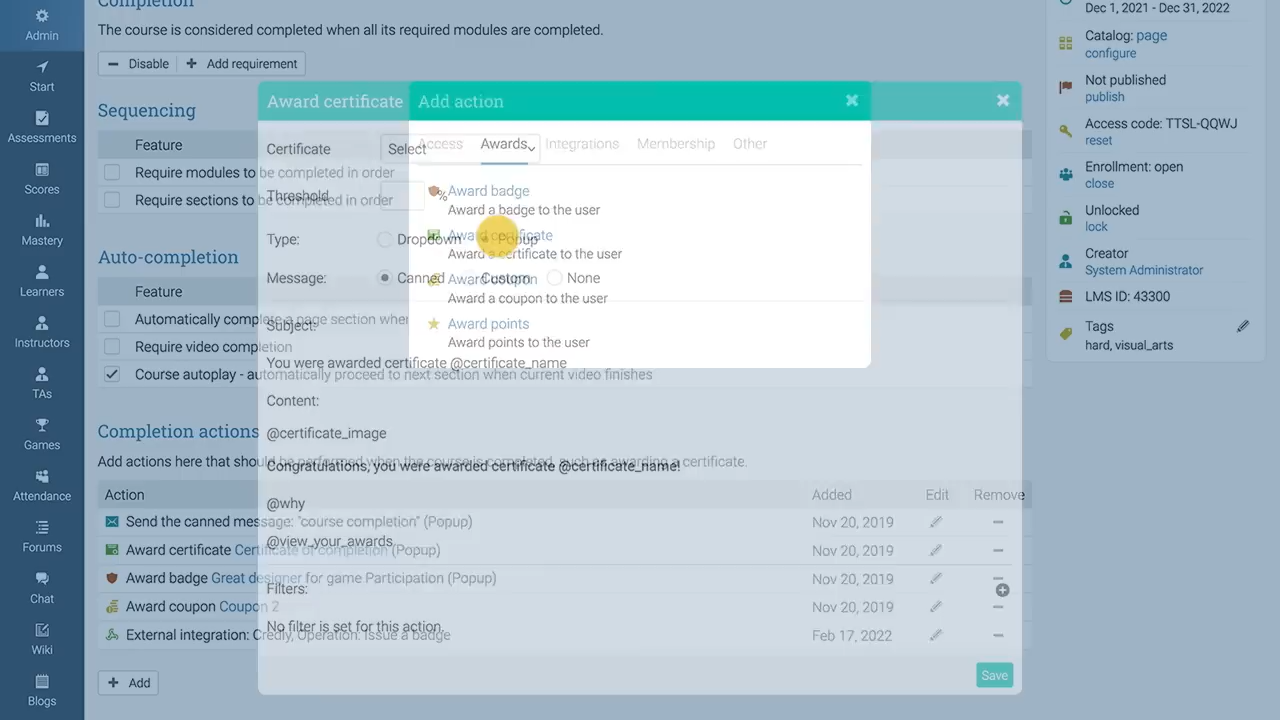 Admin
Start
Assessments
Scores
Mastery
Learners
Instructors
TAs
Games
Attendance
Forums
Chat
Wiki
Blogs
Completion
The course is considered completed when all its required modules are completed.
Disable
Add requirement
Sequencing
Feature
Require modules to be completed in order
Require sections to be completed in order
Auto-completion
Feature
Automatically complete a page section when
Require video completion
Course autoplay - automatically proceed to next section when current video finishes
Completion actions
Add actions here that should be performed when the course is completed, such as awarding a certificate.
Action Added Edit Remove
Send the canned message: "course completion" (Popup) Nov 20, 2019
Award certificate Certificate of completion (Popup) Nov 20, 2019
Award badge Great designer for game Participation (Popup) Nov 20, 2019
Award coupon Coupon 2 Nov 20, 2019
External integration: Credly, Operation: Issue a badge Feb 17, 2022
Add
Award certificate
Certificate Select
Threshold %
Type: Dropdown Popup
Message: Canned Custom None
Subject:
You were awarded certificate @certificate_name
Content:
@certificate_image
Congratulations, you were awarded certificate @certificate_name!
@why
@view_your_awards
Filters:
No filter is set for this action.
Save
Add action
Access Awards Integrations Membership Other
Award badge
Award a badge to the user
Award certificate
Award a certificate to the user
Award coupon
Award a coupon to the user
Award points
Award points to the user
Dec 1, 2021 - Dec 31, 2022
Catalog: page
configure
Not published
publish
Access code: TTSL-QQWJ
reset
Enrollment: open
close
Unlocked
lock
Creator
System Administrator
LMS ID: 43300
Tags
hard, visual_arts